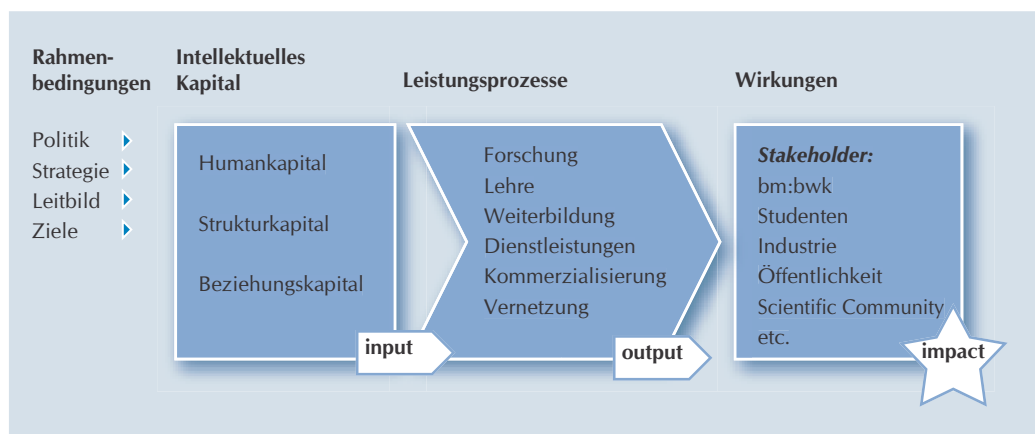 Rahmen-
bedingungen
Politik
Strategie
Leitbild
Ziele
Intellektuelles
Kapital
Humankapital
Strukturkapital
Beziehungskapital
input
Leistungsprozesse
Forschung
Lehre
Weiterbildung
Dienstleistungen
Kommerzialisierung
Vernetzung
output
Wirkungen
Stakeholder:
bm:bwk
Studenten
Industrie
Öffentlichkeit
Scientific Community
etc.
impact